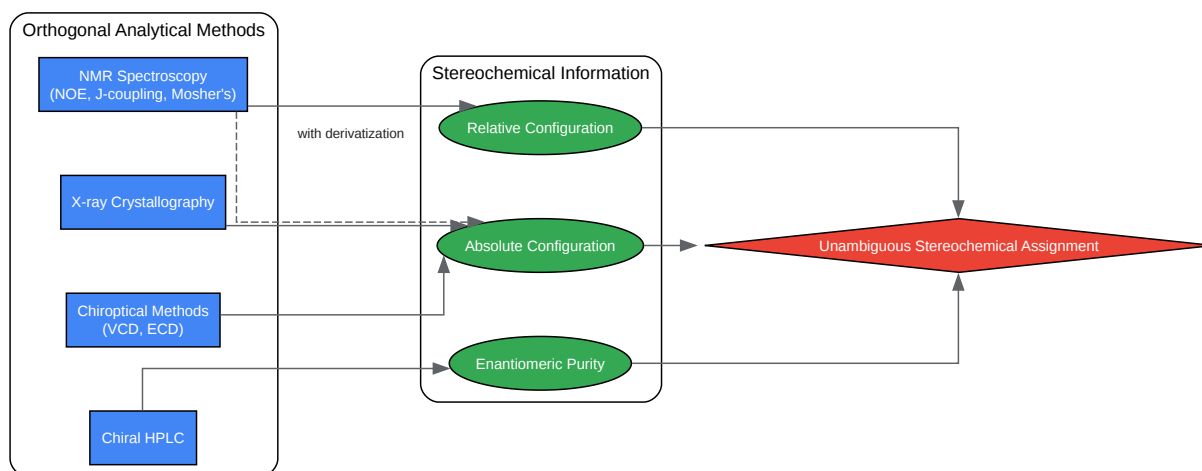 Orthogonal Analytical Methods
NMR Spectroscopy
(NOE, J-coupling, Mosher's)
X-ray Crystallography
Chiroptical Methods
(VCD, ECD)
Chiral HPLC
with derivatization
Stereochemical Information
Relative Configuration
Absolute Configuration
Enantiomeric Purity
Unambiguous Stereochemical Assignment